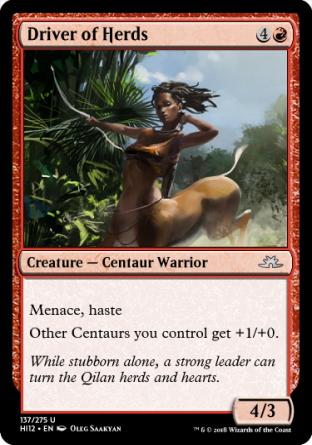 Driver of Herds 4
Creature — Centaur Warrior
Menace, haste
Other Centaurs you control get +1/+0.
While stubborn alone, a strong leader can
turn the Qilan herds and hearts.
4/3
137/275 U
HI12 • EN Oleg Saakyan
™ & © 2018 Wizards of the Coast